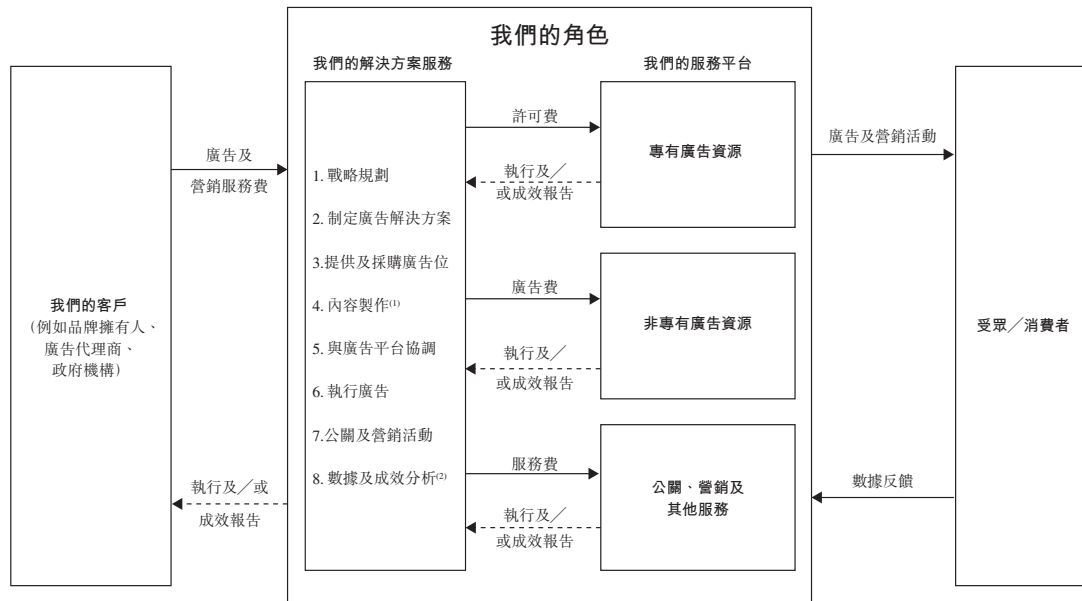 我們的角色
我們的解決方案服務
我們的服務平台
我們的客戶
(例如品牌擁有人、
廣告代理商、
政府機構)
廣告及
營銷服務費
執行及╱或
成效報告
1. 戰略規劃
2. 制定廣告解決方案
3.提供及採購廣告位
4. 內容製作(1)
5. 與廣告平台協調
6. 執行廣告
7.公關及營銷活動
8. 數據及成效分析(2)
許可費
執行及╱
或成效報告
專有廣告資源
廣告費
執行及╱
或成效報告
非專有廣告資源
服務費
執行及╱
或成效報告
公關、營銷及
其他服務
廣告及營銷活動
數據反饋
受眾╱消費者